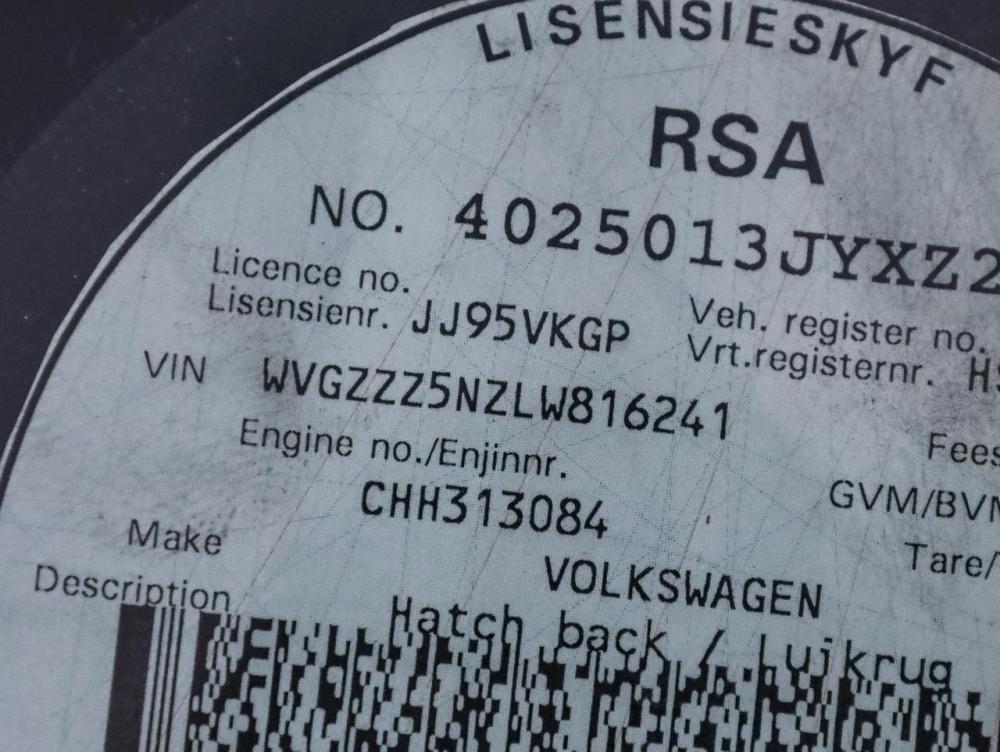 LISENSIESKYF
RSA
NO. 4025013JYXZ2
Licence no.
Lisensienr. JJ95VKGP
Veh. register no.
Vrt.registernr. H
VIN WVGZZZ5NZLW816241
Engine no./Enjinnr.
CHH313084
Fees
GVM/BVM
Tare/
Make VOLKSWAGEN
Description Hatch back / Luikrug